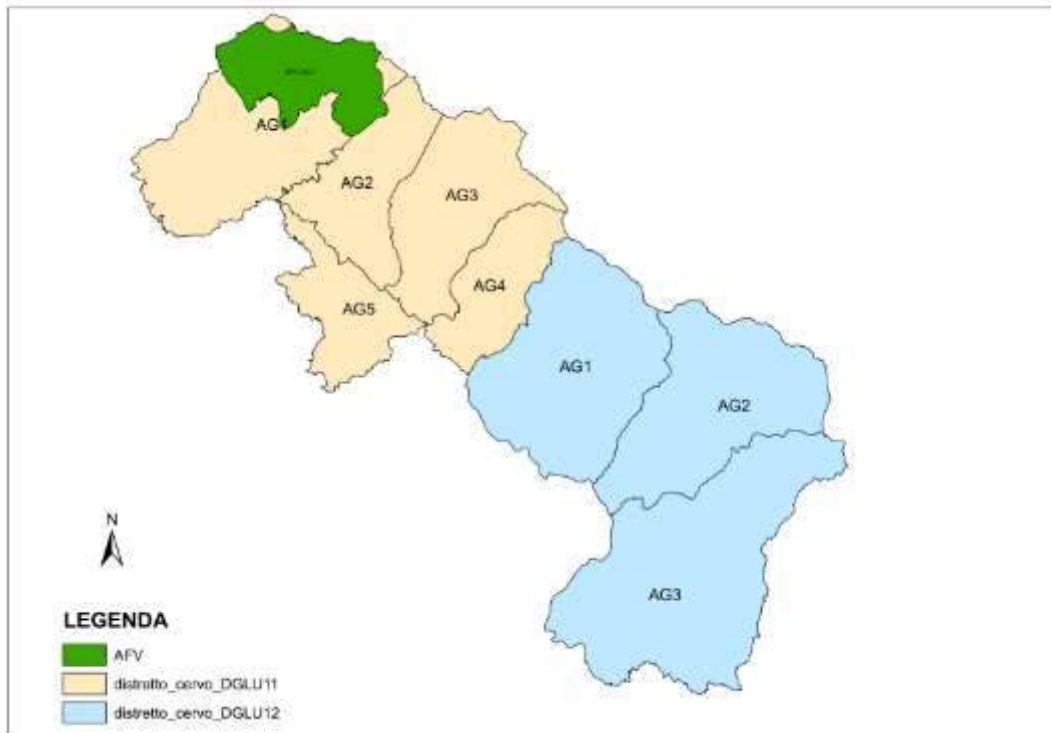 AG1
AG2
AG3
AG4
AG5
AG1
AG2
AG3
N
LEGENDA
AFV
distretto_cervo_DGLU11
distretto_cervo_DGLU12